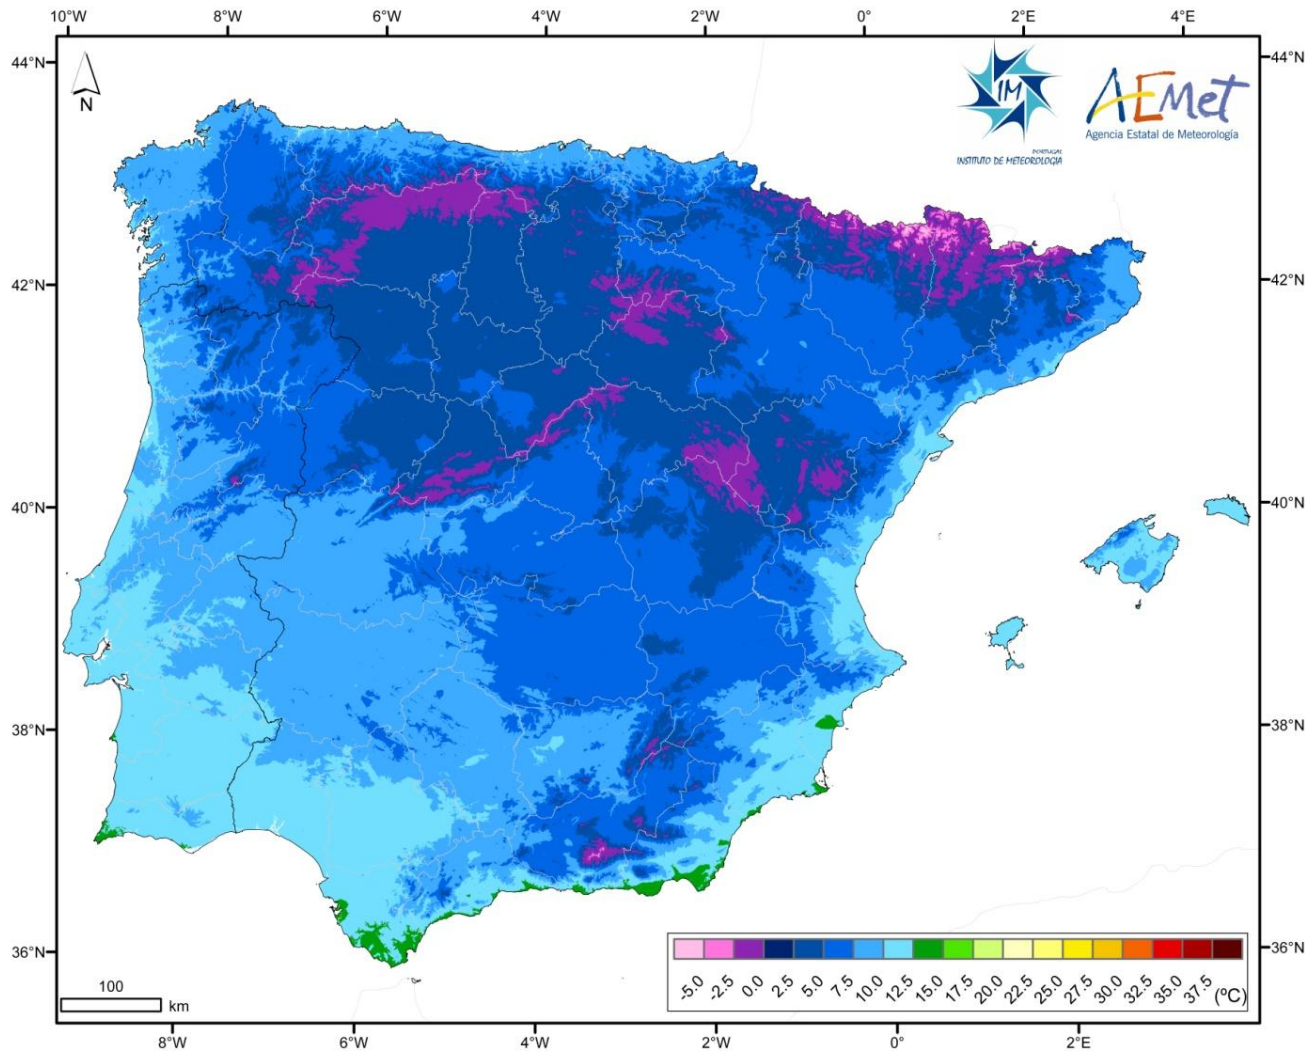 10°W 8°W 6°W 4°W 2°W 0° 2°E 4°E
44°N 44°N
N
IM
PORTUGAL
INSTITUTO DE METEOROLOGIA
AEMet
Agencia Estatal de Meteorología
42°N 42°N
40°N 40°N
38°N 38°N
36°N 36°N
-5.0 -2.5 0.0 2.5 5.0 7.5 10.0 12.5 15.0 17.5 20.0 22.5 25.0 27.5 30.0 32.5 35.0 37.5 (ºC)
100
km
8°W 6°W 4°W 2°W 0° 2°E